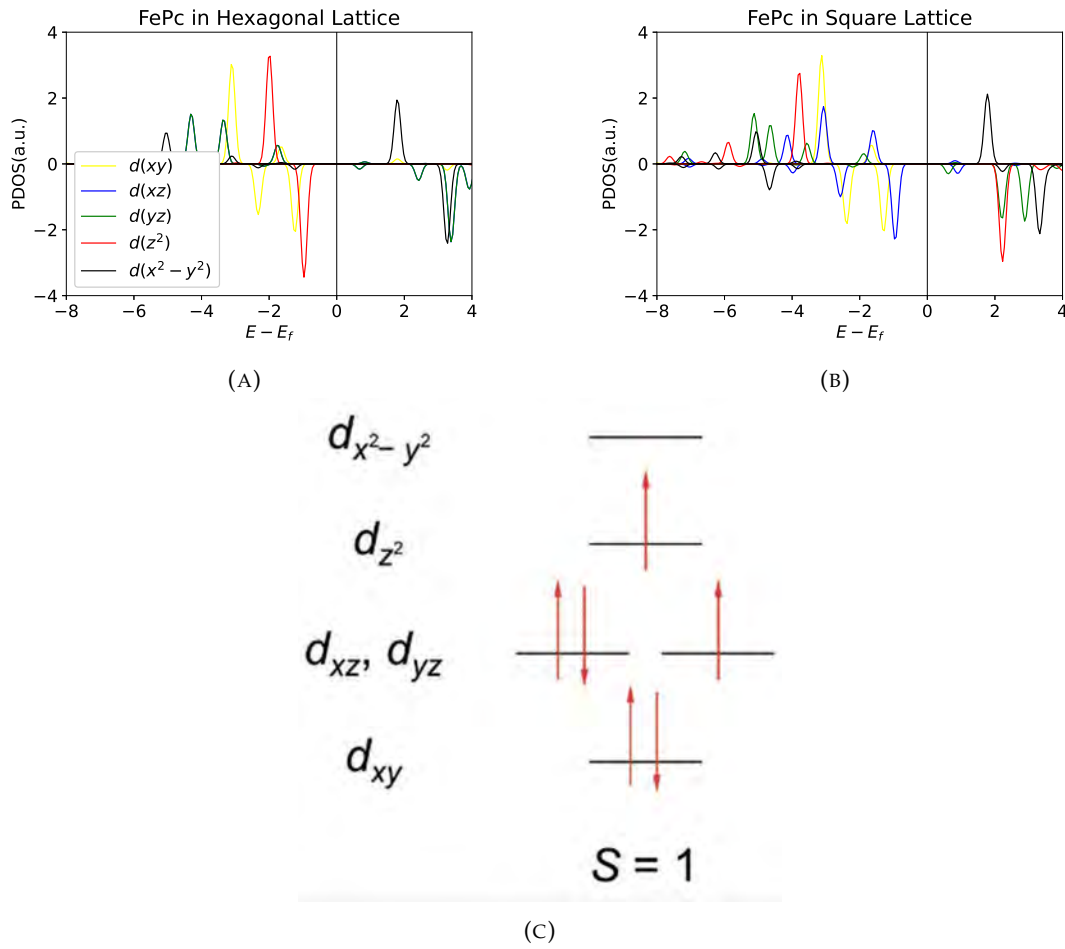 FePc in Hexagonal Lattice
4
2
0
−2
−4
PDOS(a.u.)
d(xy)
d(xz)
d(yz)
d(z²)
d(x² − y²)
−8 −6 −4 −2 0 2 4
E − E_f
(A)
FePc in Square Lattice
4
2
0
−2
−4
PDOS(a.u.)
−8 −6 −4 −2 0 2 4
E − E_f
(B)
d_{x²− y²}
d_{z²}
d_{xz}, d_{yz}
d_{xy}
S = 1
(C)